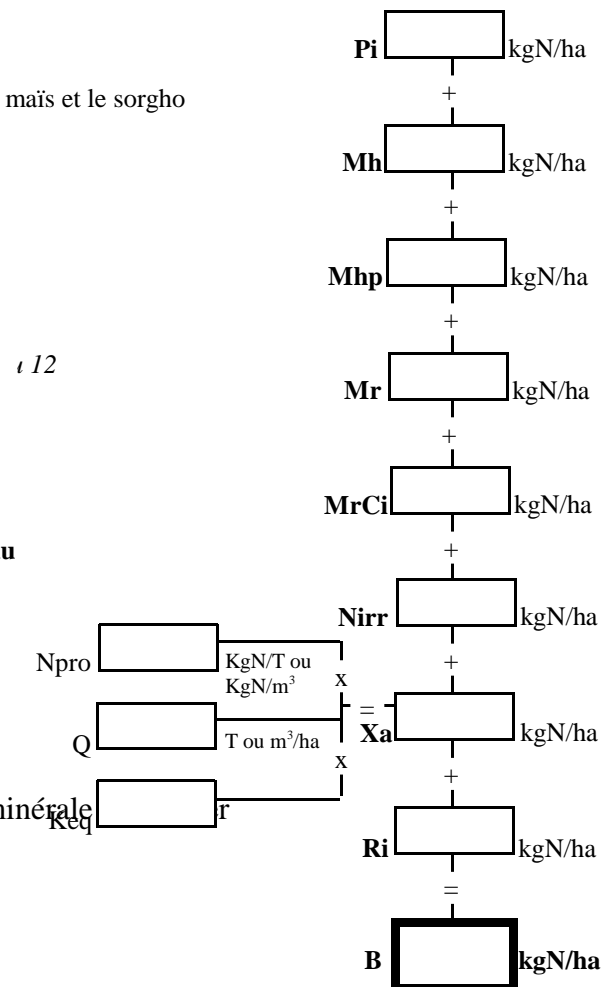 Pi kgN/ha
+
maïs et le sorgho
Mh kgN/ha
+
Mhp kgN/ha
+
12
Mr kgN/ha
+
MrCi kgN/ha
+
Nirr kgN/ha
+
Npro KgN/T ou
KgN/m³
x
= Xa kgN/ha
Q T ou m³/ha
x
+
Keq
Ri kgN/ha
=
B kgN/ha